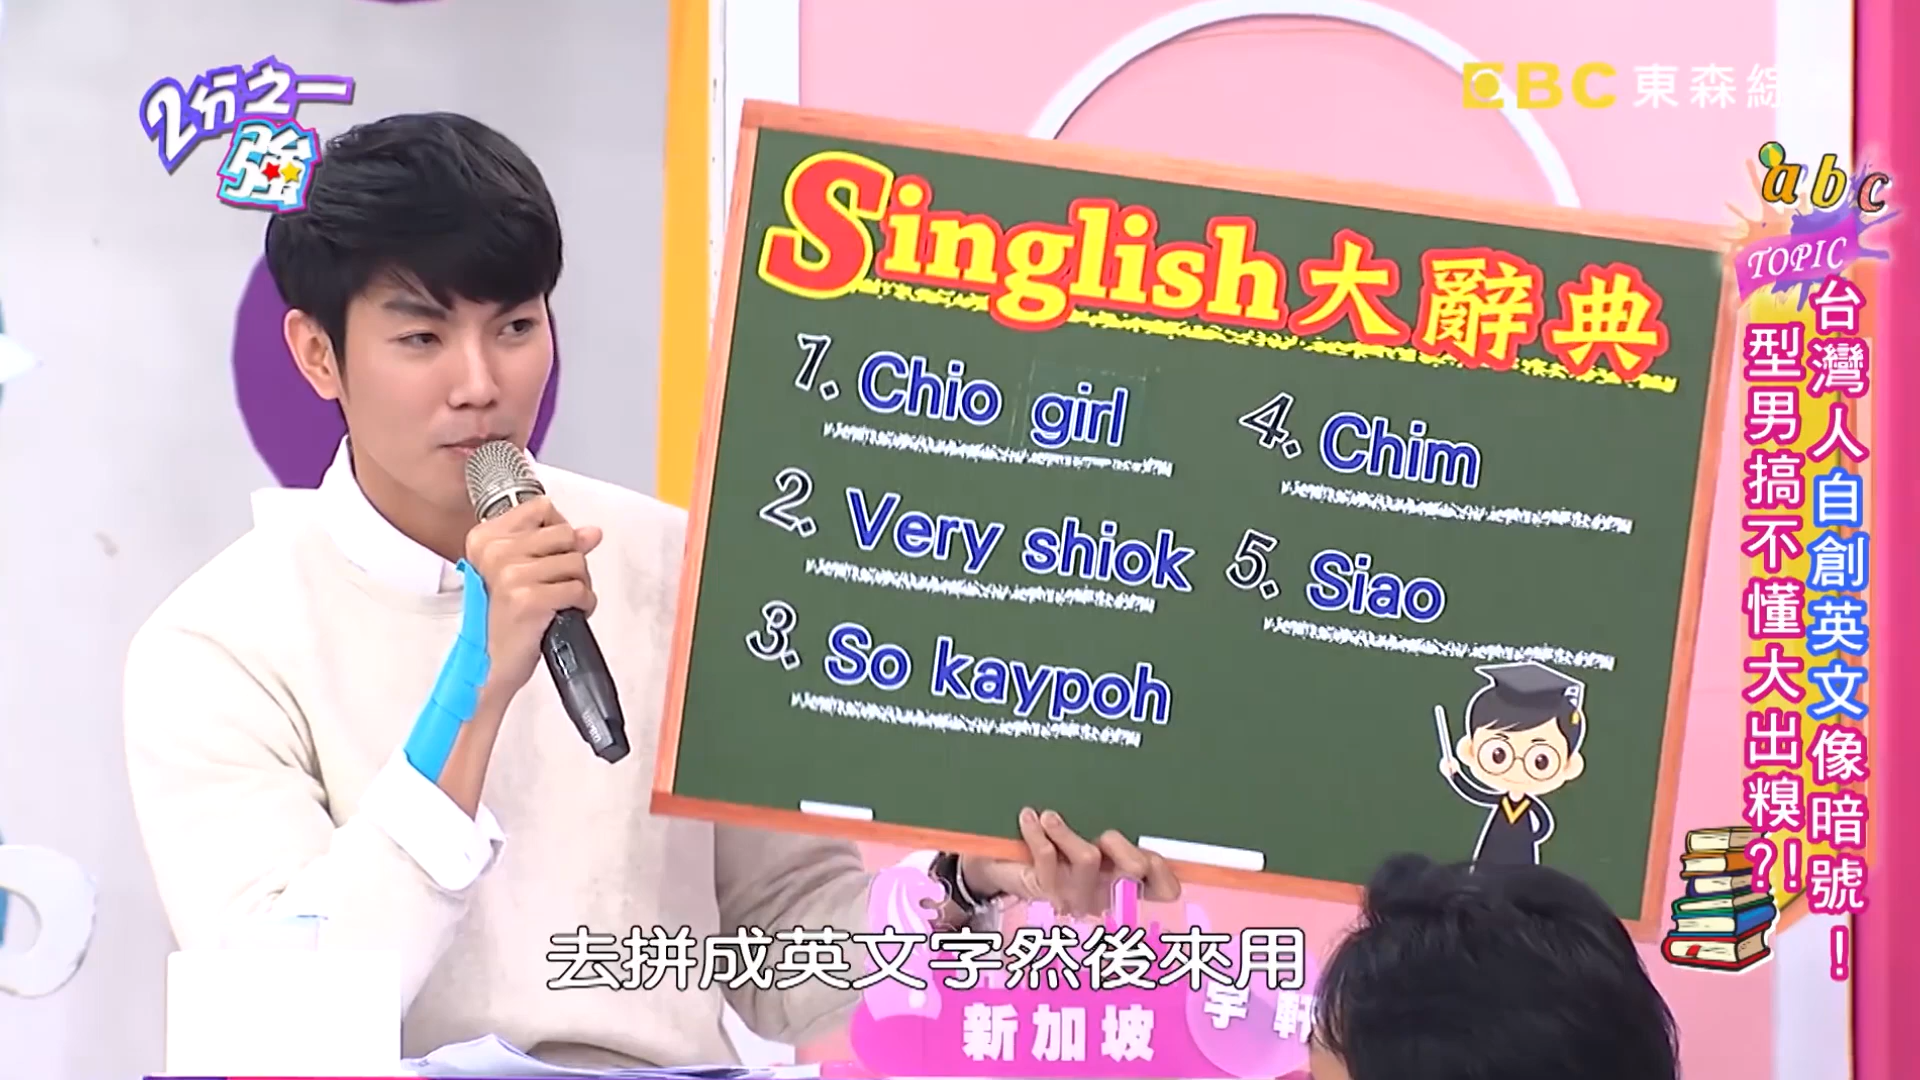 2分之一
強
EBC 東森綜
abc
TOPIC
台灣人自創英文像暗號！
型男搞不懂大出糗?!
Singlish大辭典
1. Chio girl
2. Very shiok
3. So kaypoh
4. Chim
5. Siao
去拼成英文字然後來用
新加坡
宇軒